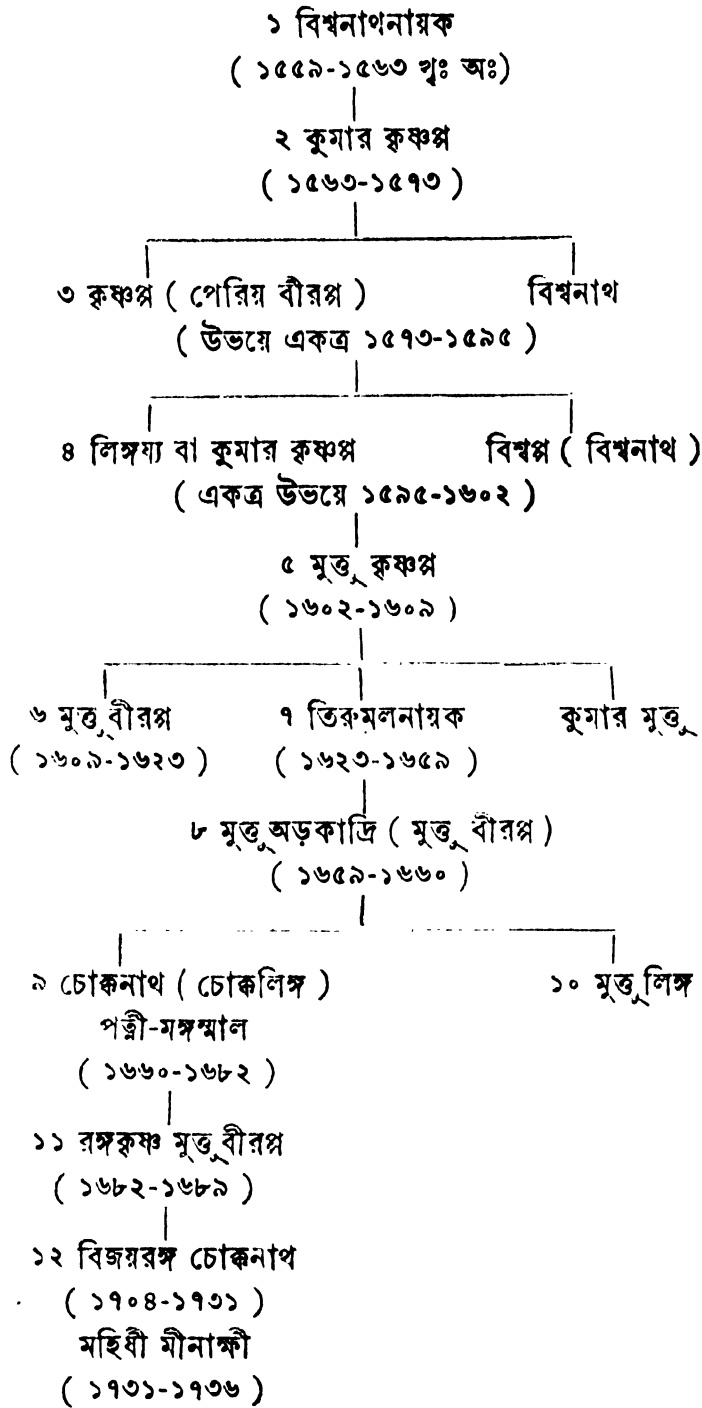 ১ বিশ্বনাথনায়ক
( ১৫৫৯-১৫৬৩ খৃঃ অঃ)
২ কুমার কৃষ্ণপ্প
( ১৫৬৩-১৫৭৩ )
৩ কৃষ্ণপ্প ( পেরিয় বীরপ্প ) বিশ্বনাথ
( উভয়ে একত্র ১৫৭৩-১৫৯৫ )
৪ লিঙ্গয্য বা কুমার কৃষ্ণপ্প বিশ্বপ্প ( বিশ্বনাথ )
( একত্র উভয়ে ১৫৯৫-১৬০২ )
৫ মুত্তু কৃষ্ণপ্প
( ১৬০২-১৬০৯ )
৬ মুত্তু বীরপ্প ৭ তিরুমলনায়ক কুমার মুত্তু
( ১৬০৯-১৬২৩ ) ( ১৬২৩-১৬৫৯ )
৮ মুত্তু অড়কাদ্রি ( মুত্তু বীরপ্প )
( ১৬৫৯-১৬৬০ )
৯ চোক্কনাথ ( চোক্কলিঙ্গ ) ১০ মুত্তু লিঙ্গ
পত্নী-মঙ্গম্মাল
( ১৬৬০-১৬৮২ )
১১ রঙ্গকৃষ্ণ মুত্তু বীরপ্প
( ১৬৮২-১৬৮৯ )
১২ বিজয়রঙ্গ চোক্কনাথ
( ১৭০৪-১৭৩১ )
মহিষী মীনাক্ষী
( ১৭৩১-১৭৩৬ )